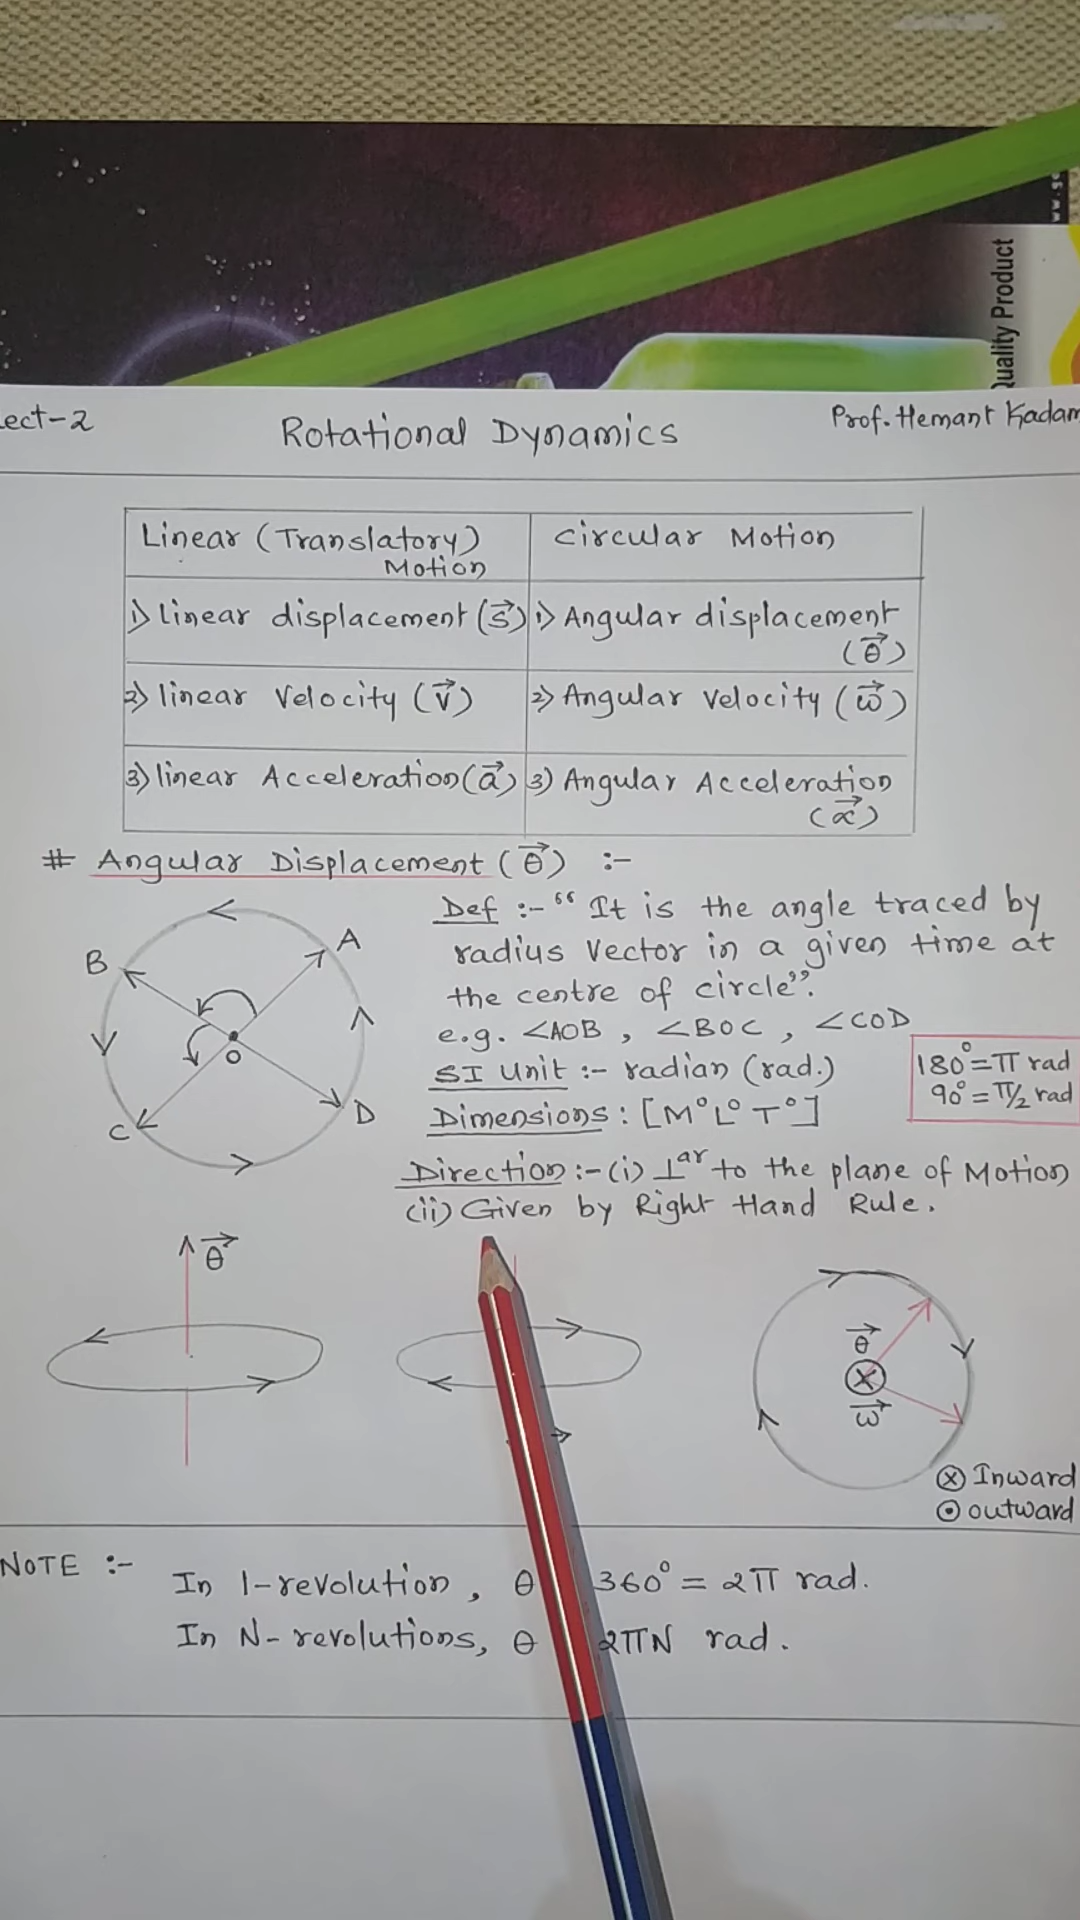 Quality Product
ect-2
Rotational Dynamics
Prof. Hemant Kadam
Linear (Translatory) Motion
Circular Motion
1) Linear displacement (s⃗)
1) Angular displacement (θ⃗)
2) linear Velocity (v⃗)
2) Angular Velocity (ω⃗)
3) linear Acceleration (a⃗)
3) Angular Acceleration (α⃗)
# Angular Displacement (θ⃗) :-
Def :- “ It is the angle traced by
radius Vector in a given time at
the centre of circle”.
e.g. ∠AOB , ∠BOC , ∠COD
SI Unit :- radian (rad.)
180° = π rad
90° = π/2 rad
Dimensions : [M⁰ L⁰ T⁰]
Direction :- (i) ⊥ᵃʳ to the plane of Motion
(ii) Given by Right Hand Rule.
A
B
O
C
D
θ⃗
θ⃗
ω⃗
⊗ Inward
⊙ outward
NOTE :-
In 1-revolution , θ 360° = 2π rad.
In N-revolutions, θ 2πN rad.